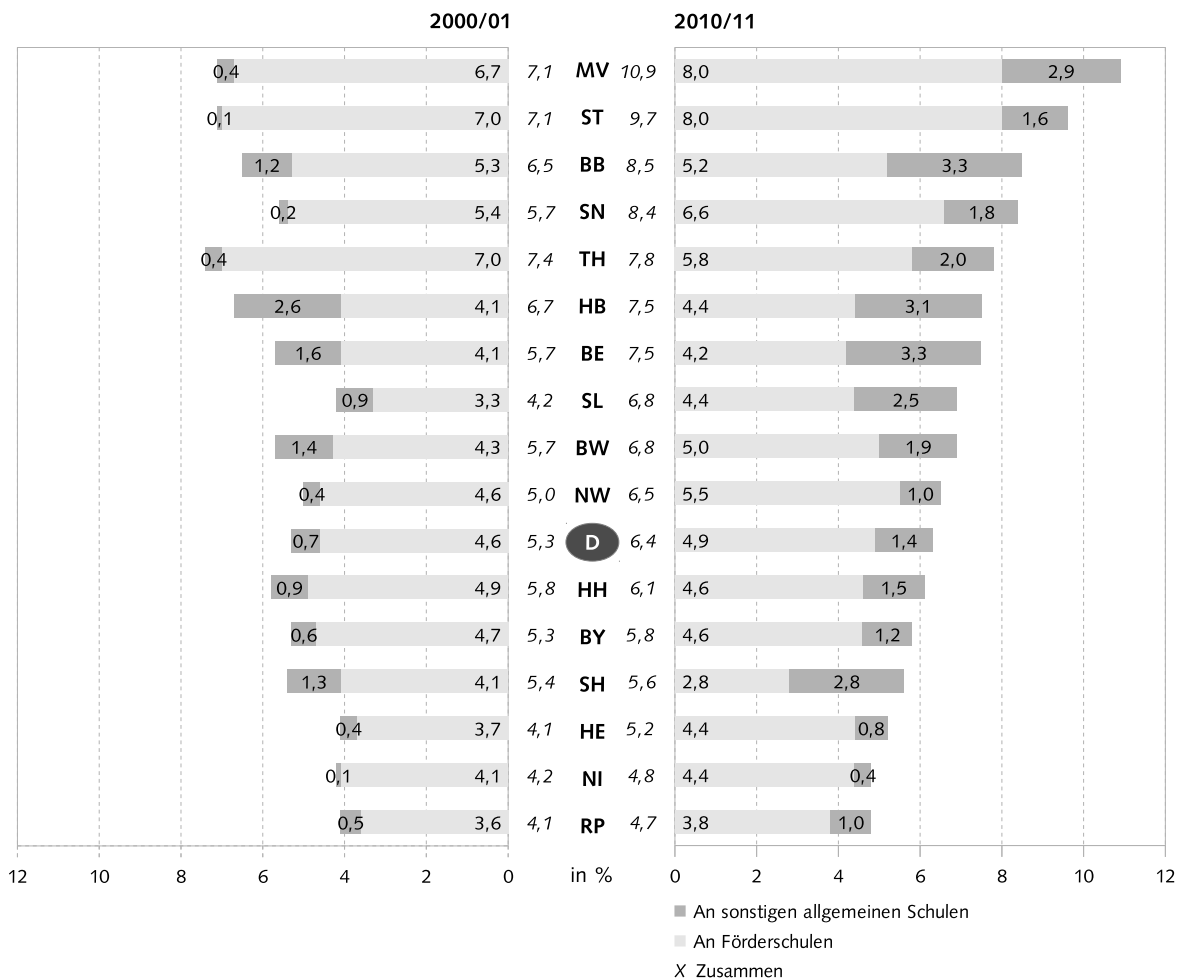 2000/01 2010/11
0,4 6,7 7,1 MV 10,9 8,0 2,9
0,1 7,0 7,1 ST 9,7 8,0 1,6
1,2 5,3 6,5 BB 8,5 5,2 3,3
0,2 5,4 5,7 SN 8,4 6,6 1,8
0,4 7,0 7,4 TH 7,8 5,8 2,0
2,6 4,1 6,7 HB 7,5 4,4 3,1
1,6 4,1 5,7 BE 7,5 4,2 3,3
0,9 3,3 4,2 SL 6,8 4,4 2,5
1,4 4,3 5,7 BW 6,8 5,0 1,9
0,4 4,6 5,0 NW 6,5 5,5 1,0
0,7 4,6 5,3 D 6,4 4,9 1,4
0,9 4,9 5,8 HH 6,1 4,6 1,5
0,6 4,7 5,3 BY 5,8 4,6 1,2
1,3 4,1 5,4 SH 5,6 2,8 2,8
0,4 3,7 4,1 HE 5,2 4,4 0,8
0,1 4,1 4,2 NI 4,8 4,4 0,4
0,5 3,6 4,1 RP 4,7 3,8 1,0
12 10 8 6 4 2 0 in % 0 2 4 6 8 10 12
An sonstigen allgemeinen Schulen
An Förderschulen
X Zusammen